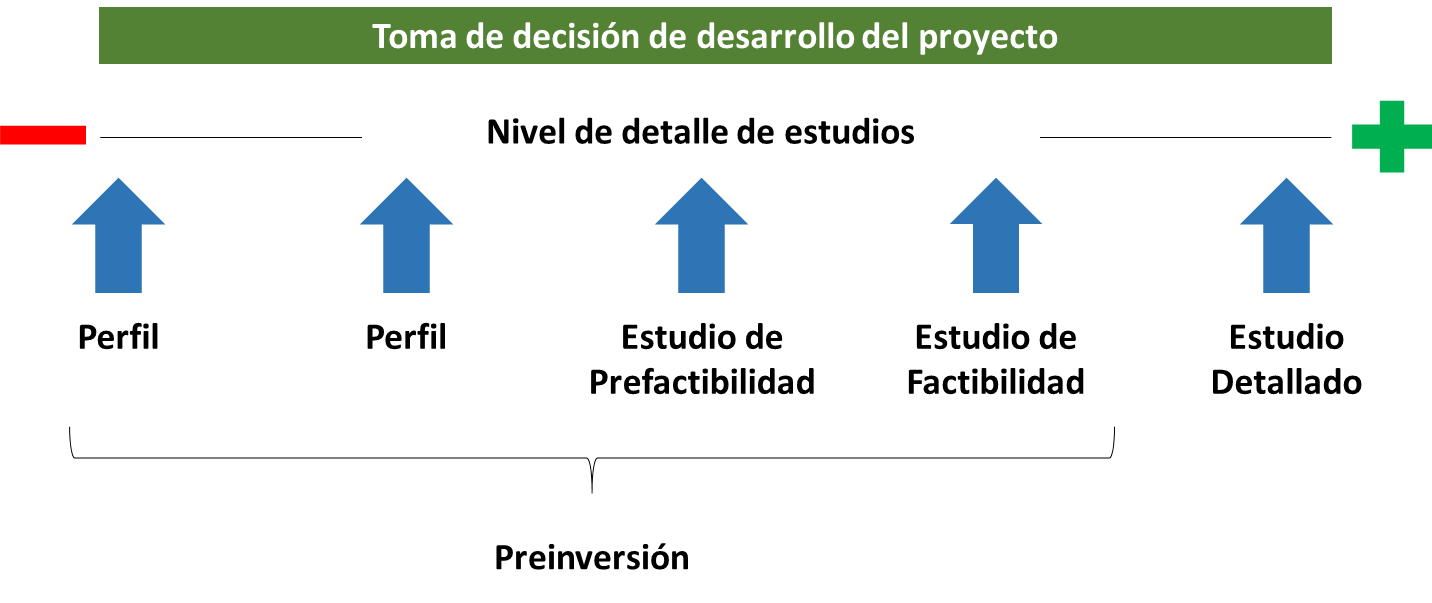 Toma de decisión de desarrollo del proyecto
Nivel de detalle de estudios
Perfil
Perfil
Estudio de
Prefactibilidad
Estudio de
Factibilidad
Estudio
Detallado
Preinversión